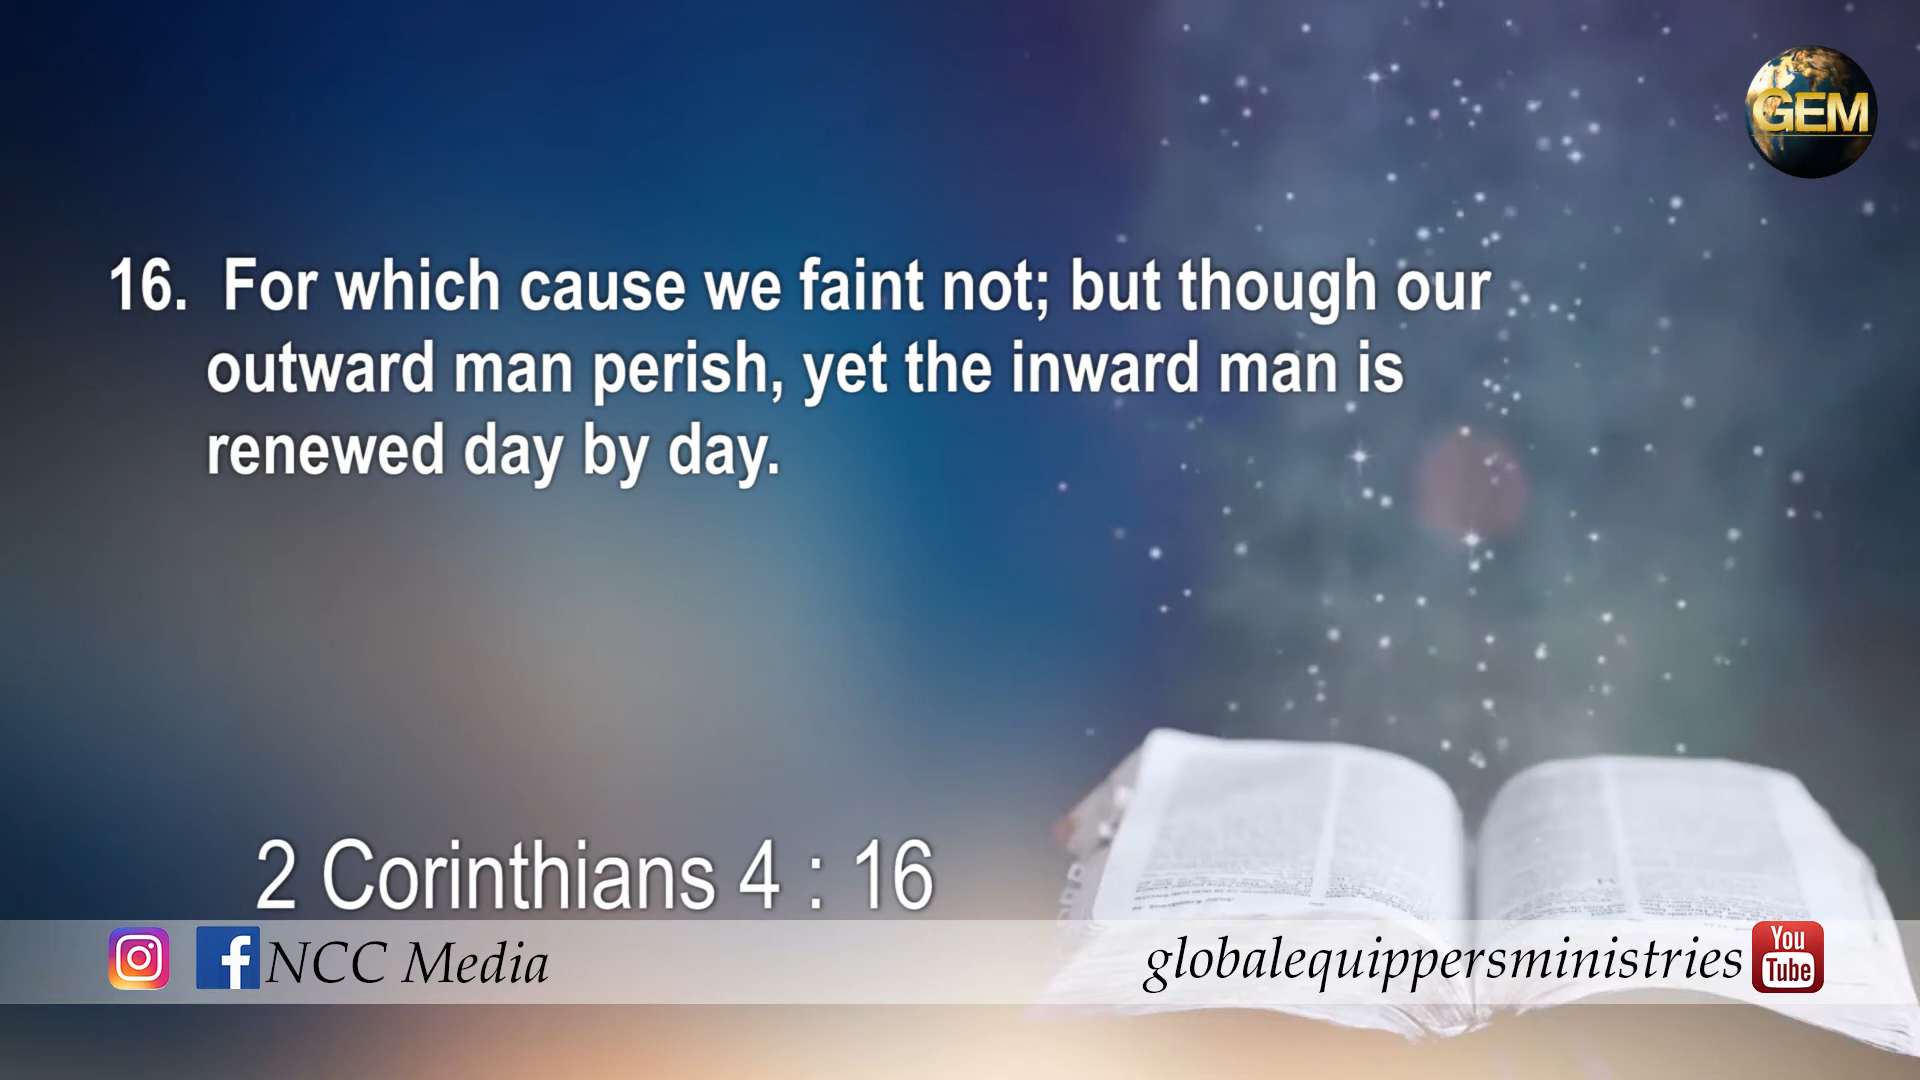 GEM
16. For which cause we faint not; but though our
outward man perish, yet the inward man is
renewed day by day.
2 Corinthians 4 : 16
NCC Media
globalequippersministries
You
Tube